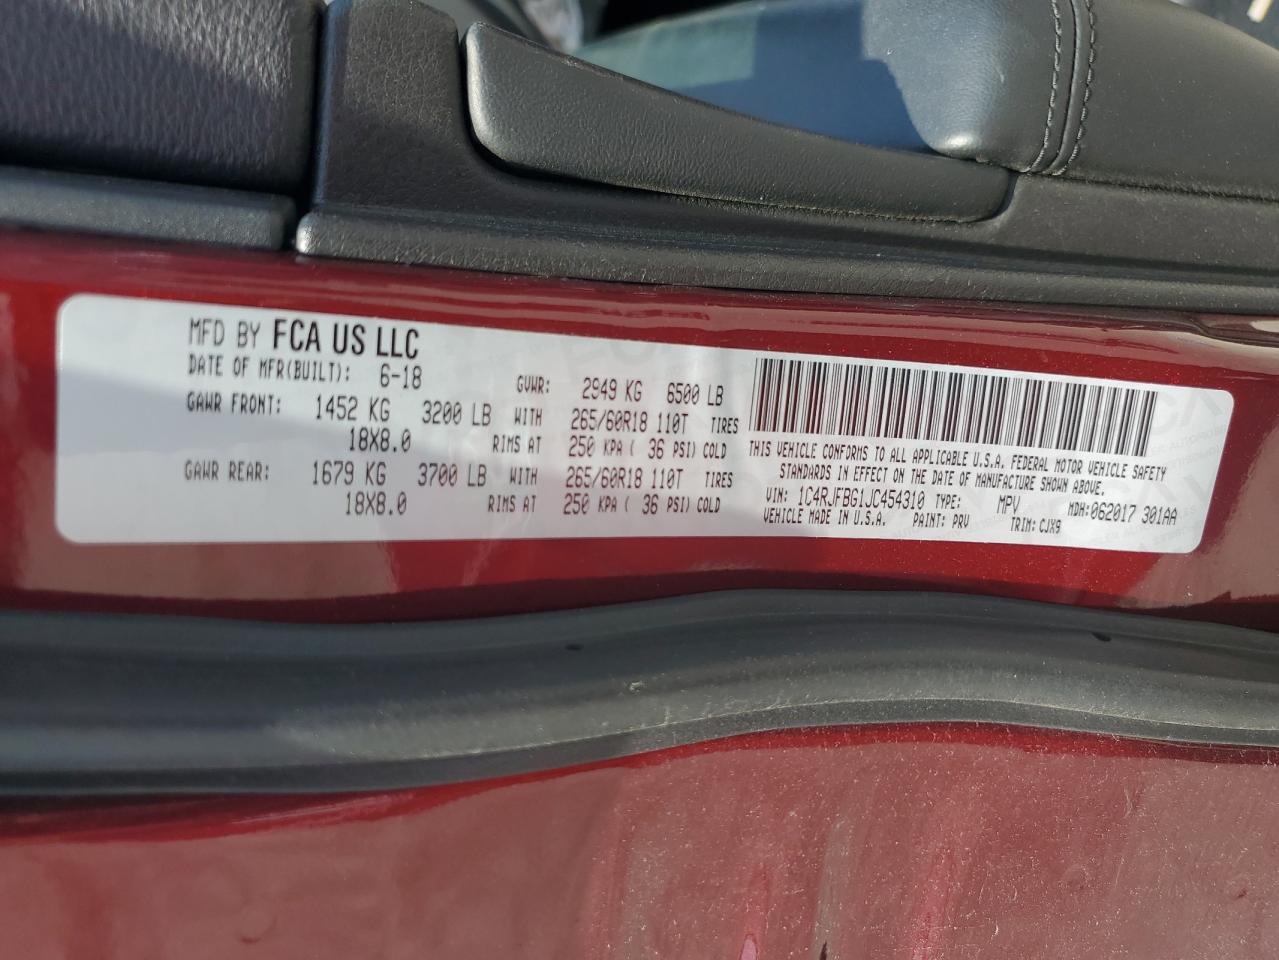 MFD BY FCA US LLC
DATE OF MFR(BUILT): 6-18 GVWR: 2949 KG 6500 LB
GAWR FRONT: 1452 KG 3200 LB WITH 265/60R18 110T TIRES
18X8.0 RIMS AT 250 KPA ( 36 PSI) COLD
GAWR REAR: 1679 KG 3700 LB WITH 265/60R18 110T TIRES
18X8.0 RIMS AT 250 KPA ( 36 PSI) COLD
THIS VEHICLE CONFORMS TO ALL APPLICABLE U.S.A. FEDERAL MOTOR VEHICLE SAFETY
STANDARDS IN EFFECT ON THE DATE OF MANUFACTURE SHOWN ABOVE.
VIN: 1C4RJFBG1JC454310 TYPE: MPV MDH:062017 301AA
VEHICLE MADE IN U.S.A. PAINT: PRV TRIM: CJX9